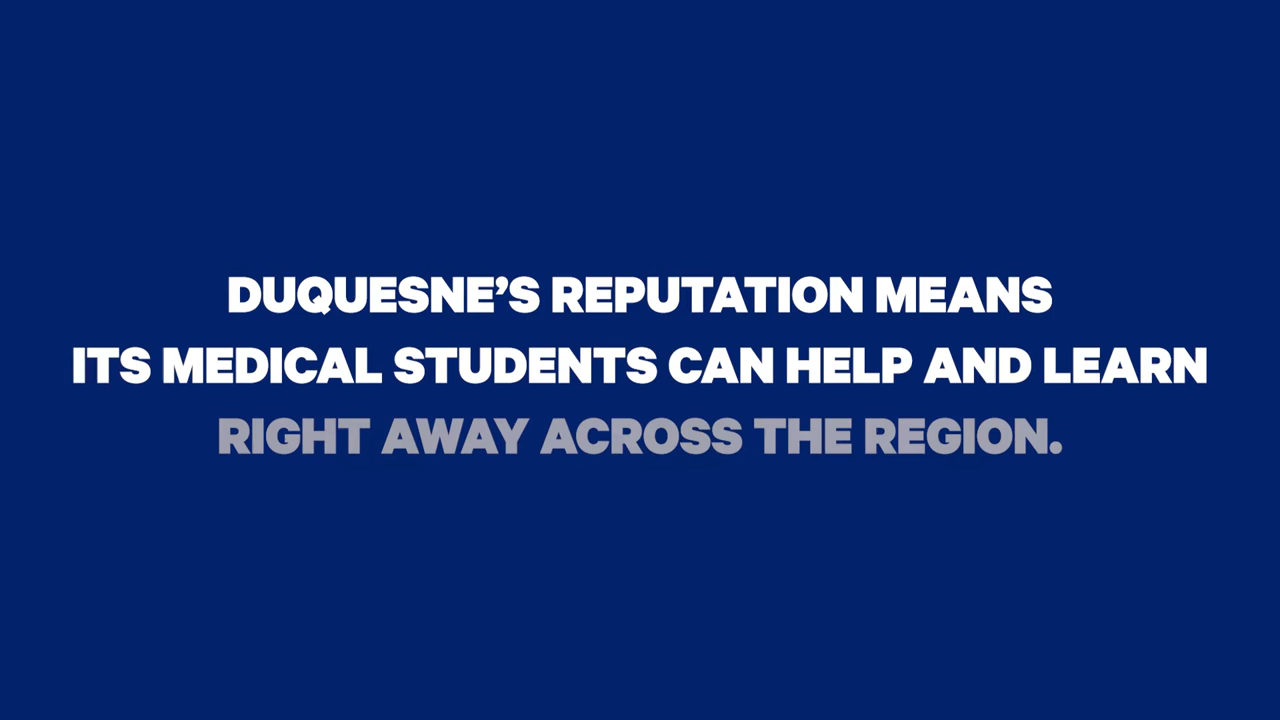 DUQUESNE’S REPUTATION MEANS
ITS MEDICAL STUDENTS CAN HELP AND LEARN
RIGHT AWAY ACROSS THE REGION.